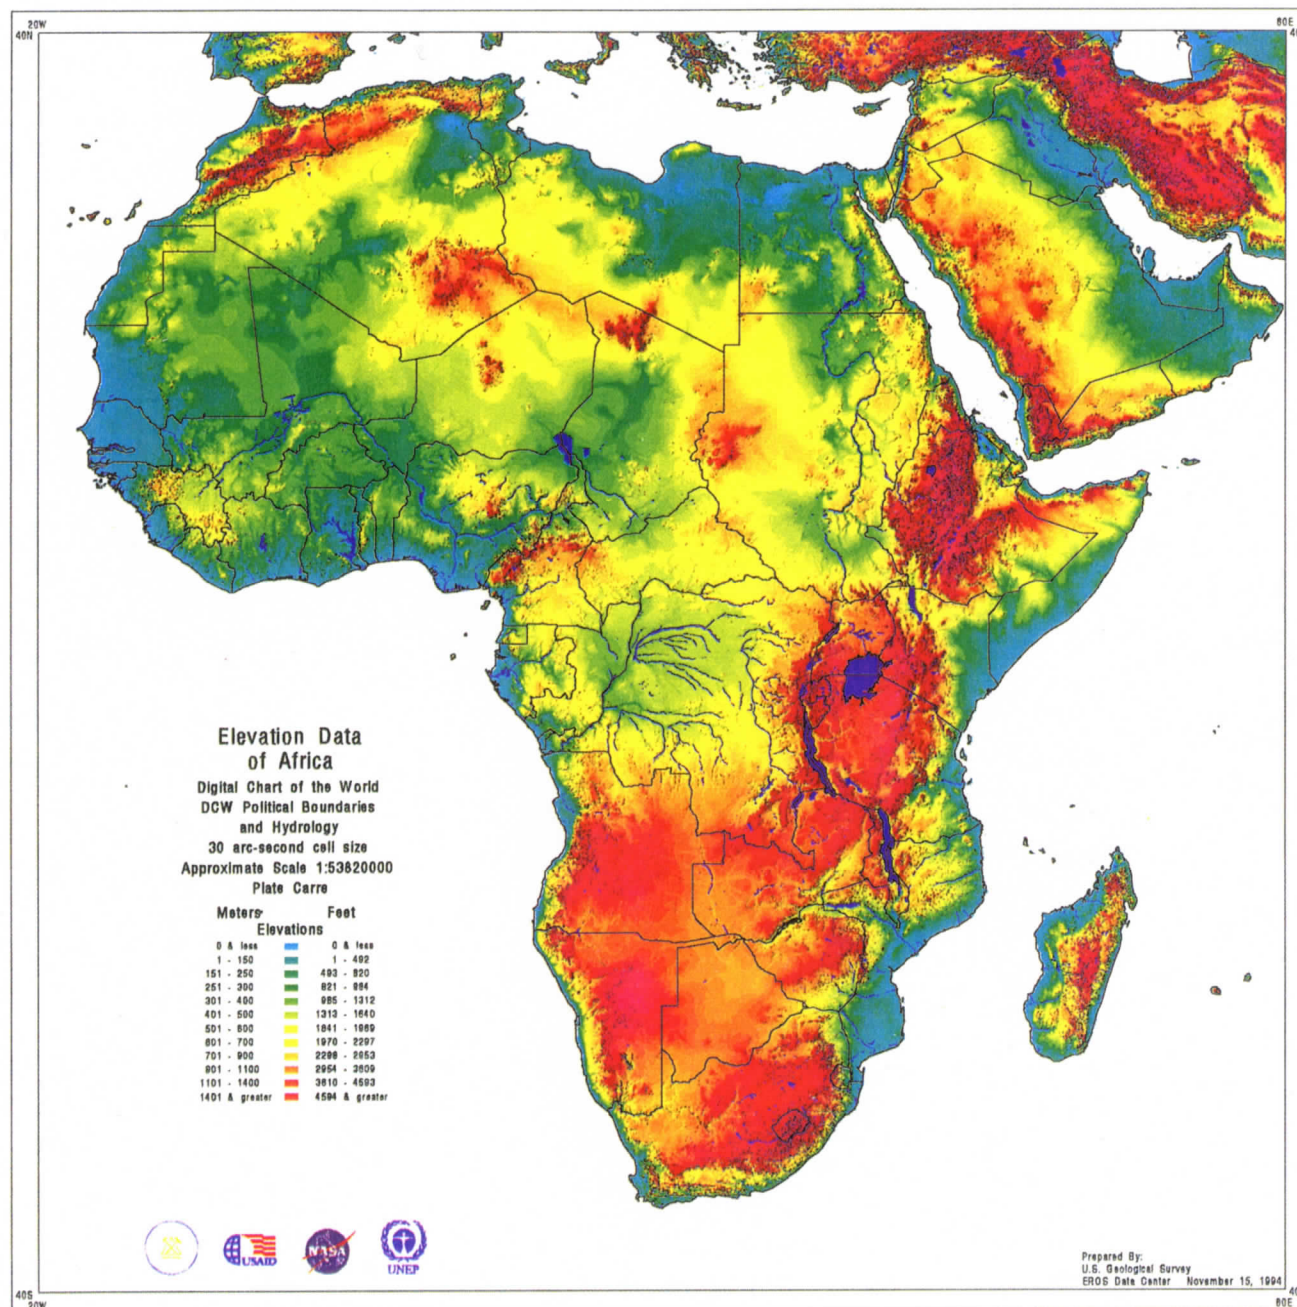 20W
40N
60E
Elevation Data
of Africa
Digital Chart of the World
DCW Political Boundaries
and Hydrology
30 arc-second cell size
Approximate Scale 1:53620000
Plate Carre
Meters Feet
Elevations
0 & less 0 & less
1 - 150 1 - 492
151 - 250 493 - 820
251 - 300 821 - 984
301 - 400 985 - 1312
401 - 500 1313 - 1640
501 - 600 1641 - 1969
601 - 700 1970 - 2297
701 - 900 2298 - 2953
901 - 1100 2954 - 3609
1101 - 1400 3610 - 4593
1401 & greater 4594 & greater
USAID
NASA
UNEP
Prepared By:
U.S. Geological Survey
EROS Data Center November 15, 1994
40S
20W
60E